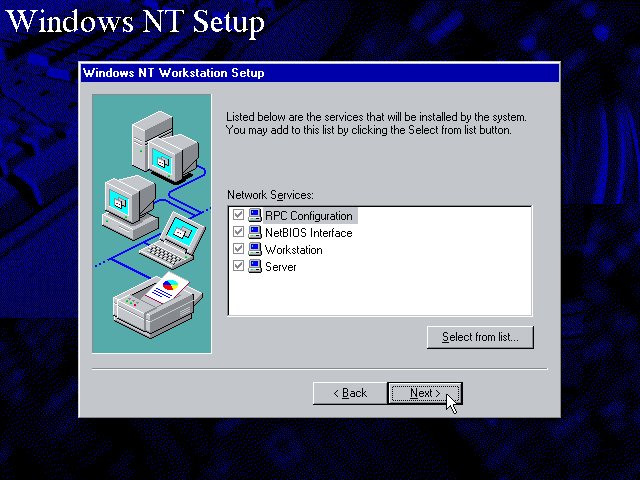 Windows NT Setup
Windows NT Workstation Setup
Listed below are the services that will be installed by the system.
You may add to this list by clicking the Select from list button.
Network Services:
RPC Configuration
NetBIOS Interface
Workstation
Server
Select from list...
< Back
Next >